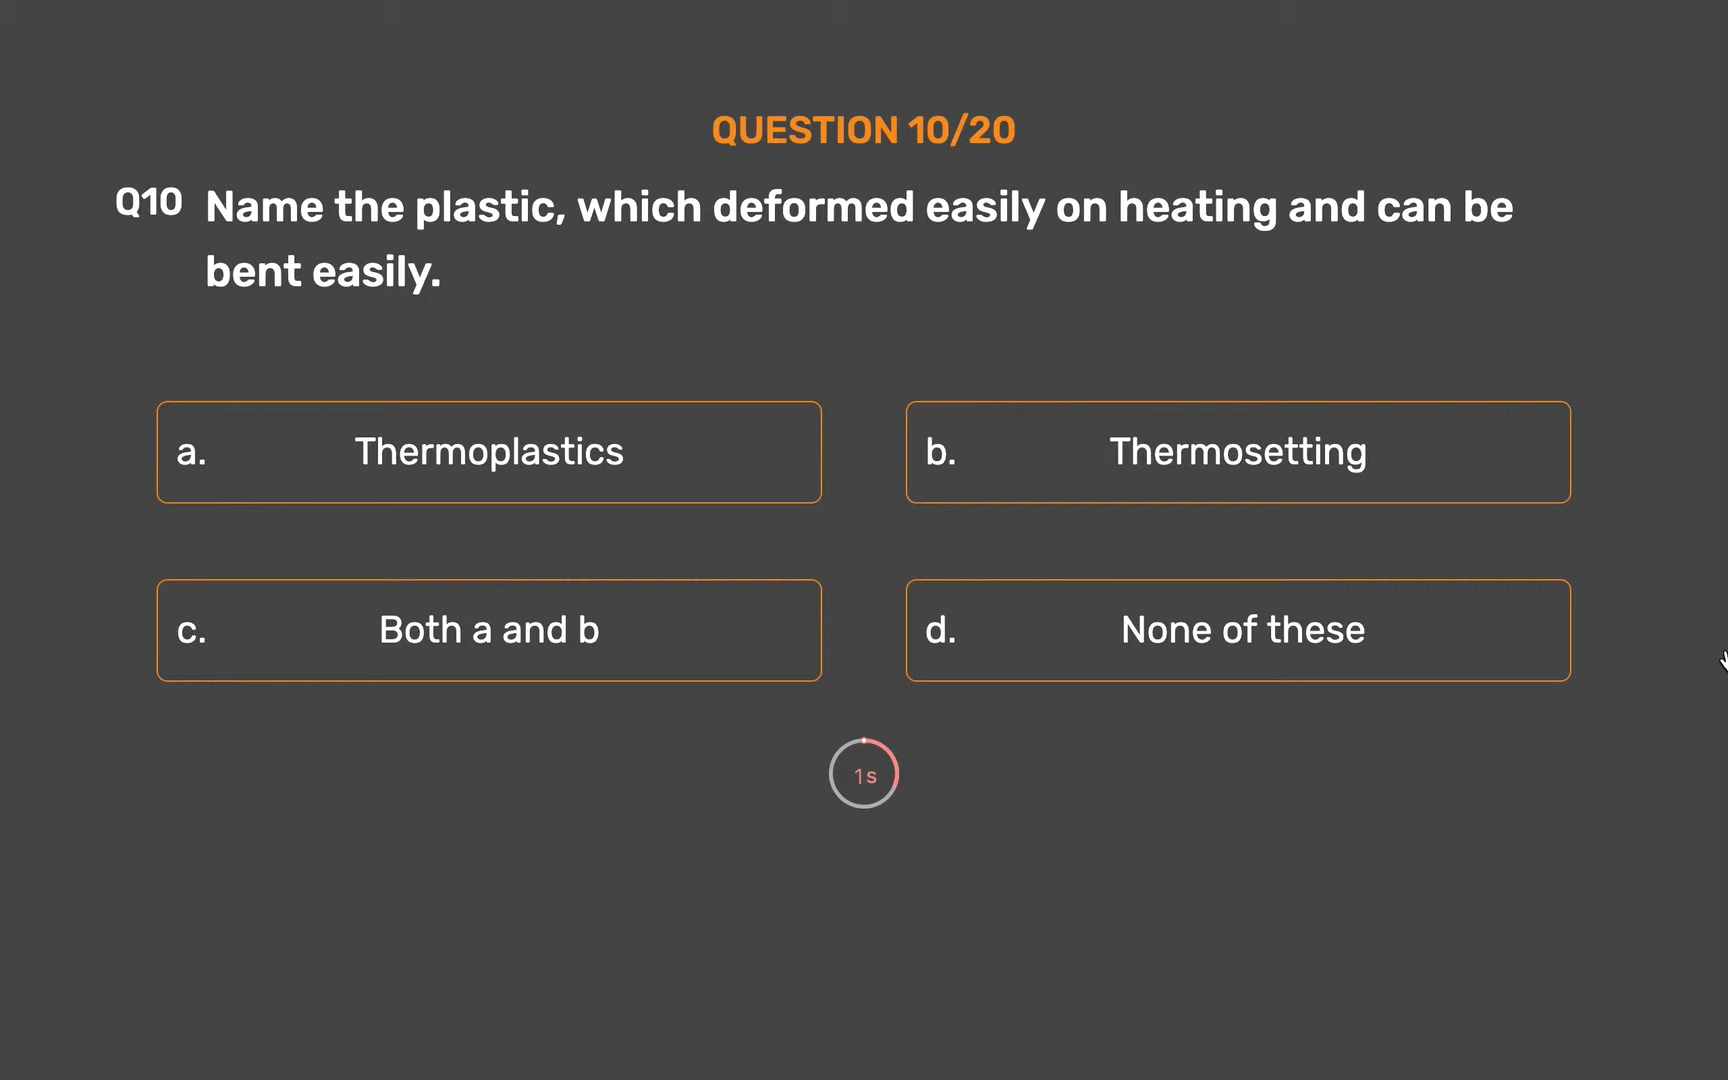 QUESTION 10/20
Q10 Name the plastic, which deformed easily on heating and can be
bent easily.
a. Thermoplastics
b. Thermosetting
c. Both a and b
d. None of these
1s